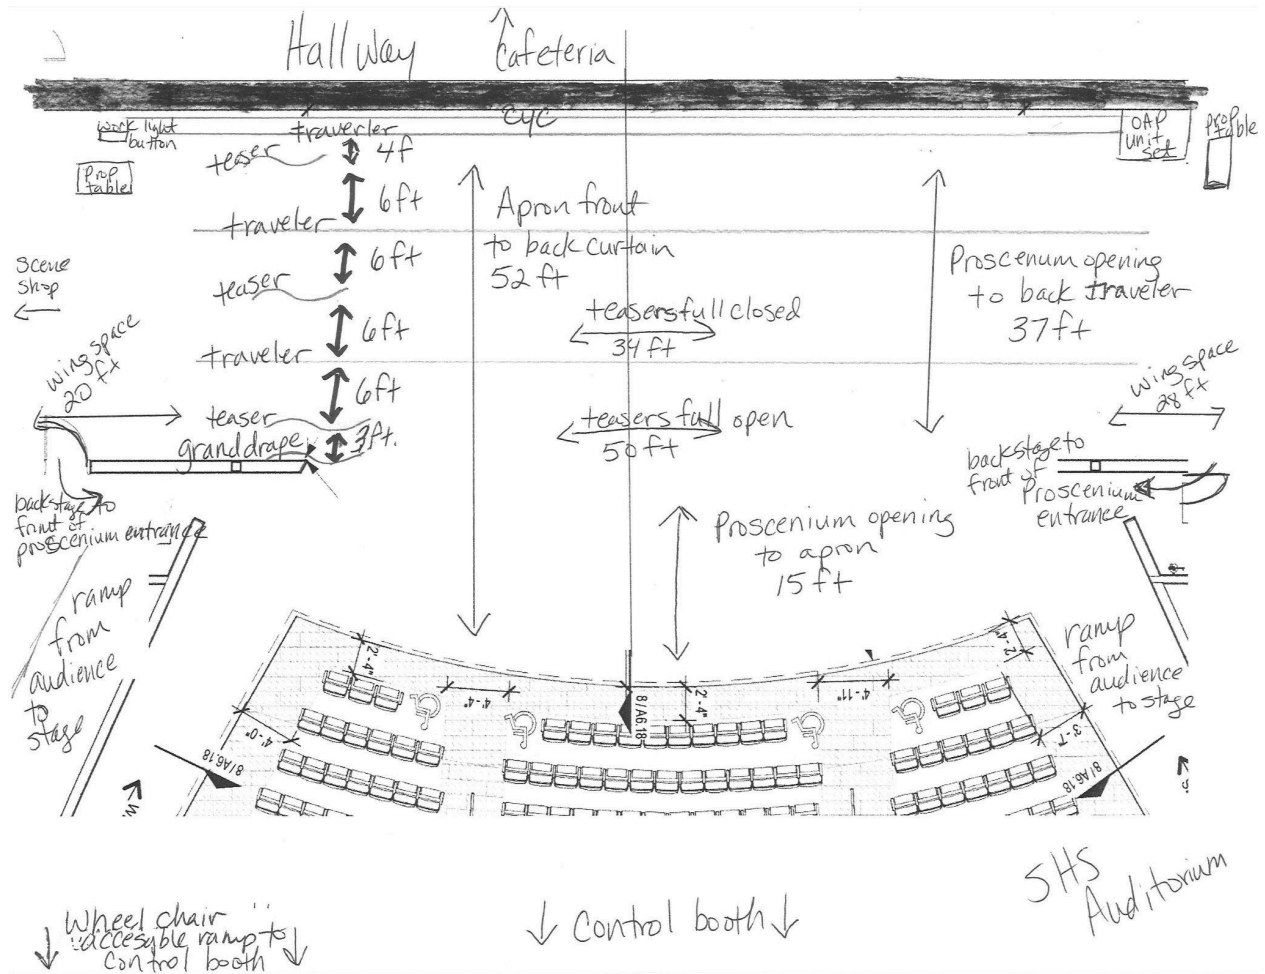 Hallway
Cafeteria
cyc
work light
button
traverler
teaser
4f
OAP
unit
set
prop
table
Prop
table
6ft
traveler
Apron front
to back curtain
52 ft
Proscenum opening
to back traveler
37ft
scene
shop
6ft
teaser
teasers full closed
34 ft
6ft
traveler
wing space
20 ft
wing space
28 ft
6ft
teaser
teasers full open
50 ft
grand drape
3ft.
backstage to
front of
proscenium entrance
backstage to
front of
Proscenium
entrance
Proscenium opening
to apron
15 ft
ramp
from
audience
to
stage
ramp
from
audience
to stage
2'-4"
4'-4"
2'-4"
4'-11"
2'-4"
8/A6.18
4'-0"
3'-7"
8/A6.18
8/A6.18
SHS
Auditorium
Wheel chair
accesable ramp to
control booth
Control booth